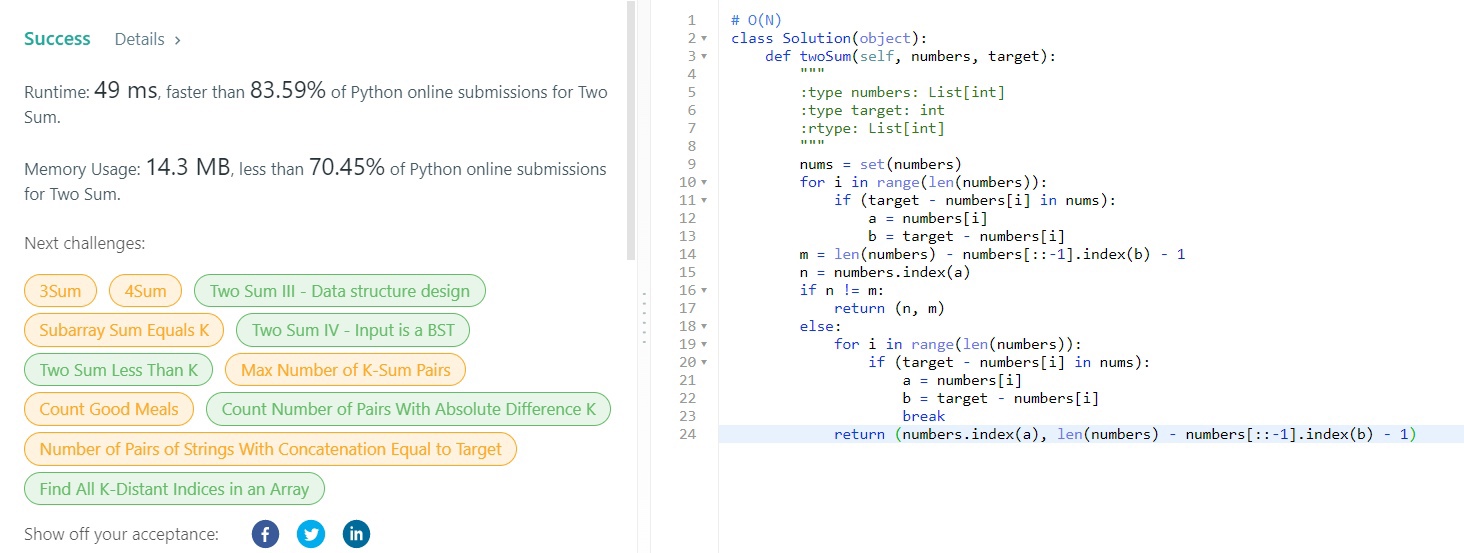 Success Details >
Runtime: 49 ms, faster than 83.59% of Python online submissions for Two
Sum.
Memory Usage: 14.3 MB, less than 70.45% of Python online submissions
for Two Sum.
Next challenges:
3Sum 4Sum Two Sum III - Data structure design
Subarray Sum Equals K Two Sum IV - Input is a BST
Two Sum Less Than K Max Number of K-Sum Pairs
Count Good Meals Count Number of Pairs With Absolute Difference K
Number of Pairs of Strings With Concatenation Equal to Target
Find All K-Distant Indices in an Array
Show off your acceptance: f in
1 # O(N)
2 class Solution(object):
3     def twoSum(self, numbers, target):
4         """
5         :type numbers: List[int]
6         :type target: int
7         :rtype: List[int]
8         """
9         nums = set(numbers)
10         for i in range(len(numbers)):
11             if (target - numbers[i] in nums):
12                 a = numbers[i]
13                 b = target - numbers[i]
14         m = len(numbers) - numbers[::-1].index(b) - 1
15         n = numbers.index(a)
16         if n != m:
17             return (n, m)
18         else:
19             for i in range(len(numbers)):
20                 if (target - numbers[i] in nums):
21                     a = numbers[i]
22                     b = target - numbers[i]
23                     break
24             return (numbers.index(a), len(numbers) - numbers[::-1].index(b) - 1)